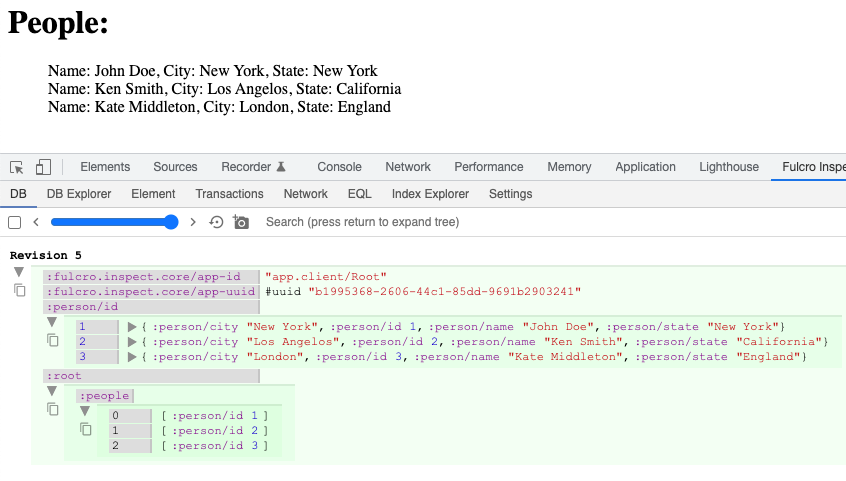 People:
Name: John Doe, City: New York, State: New York
Name: Ken Smith, City: Los Angelos, State: California
Name: Kate Middleton, City: London, State: England
Elements Sources Recorder Console Network Performance Memory Application Lighthouse Fulcro Inspe
DB DB Explorer Element Transactions Network EQL Index Explorer Settings
Search (press return to expand tree)
Revision 5
:fulcro.inspect.core/app-id "app.client/Root"
:fulcro.inspect.core/app-uuid #uuid "b1995368-2606-44c1-85dd-9691b2903241"
:person/id
1 { :person/city "New York", :person/id 1, :person/name "John Doe", :person/state "New York"}
2 { :person/city "Los Angelos", :person/id 2, :person/name "Ken Smith", :person/state "California"}
3 { :person/city "London", :person/id 3, :person/name "Kate Middleton", :person/state "England"}
:root
:people
0 [ :person/id 1 ]
1 [ :person/id 2 ]
2 [ :person/id 3 ]